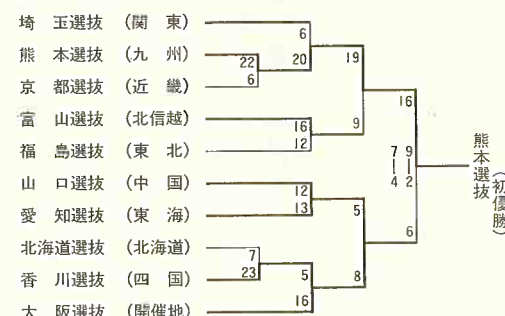 埼玉選抜 (関東)
熊本選抜 (九州)
京都選抜 (近畿)
富山選抜 (北信越)
福島選抜 (東北)
山口選抜 (中国)
愛知選抜 (東海)
北海道選抜 (北海道)
香川選抜 (四国)
大阪選抜 (開催地)
6
20
22
6
19
16
12
9
12
13
5
7
23
5
16
8
16
7-4
9-2
6
熊本選抜
(初優勝)